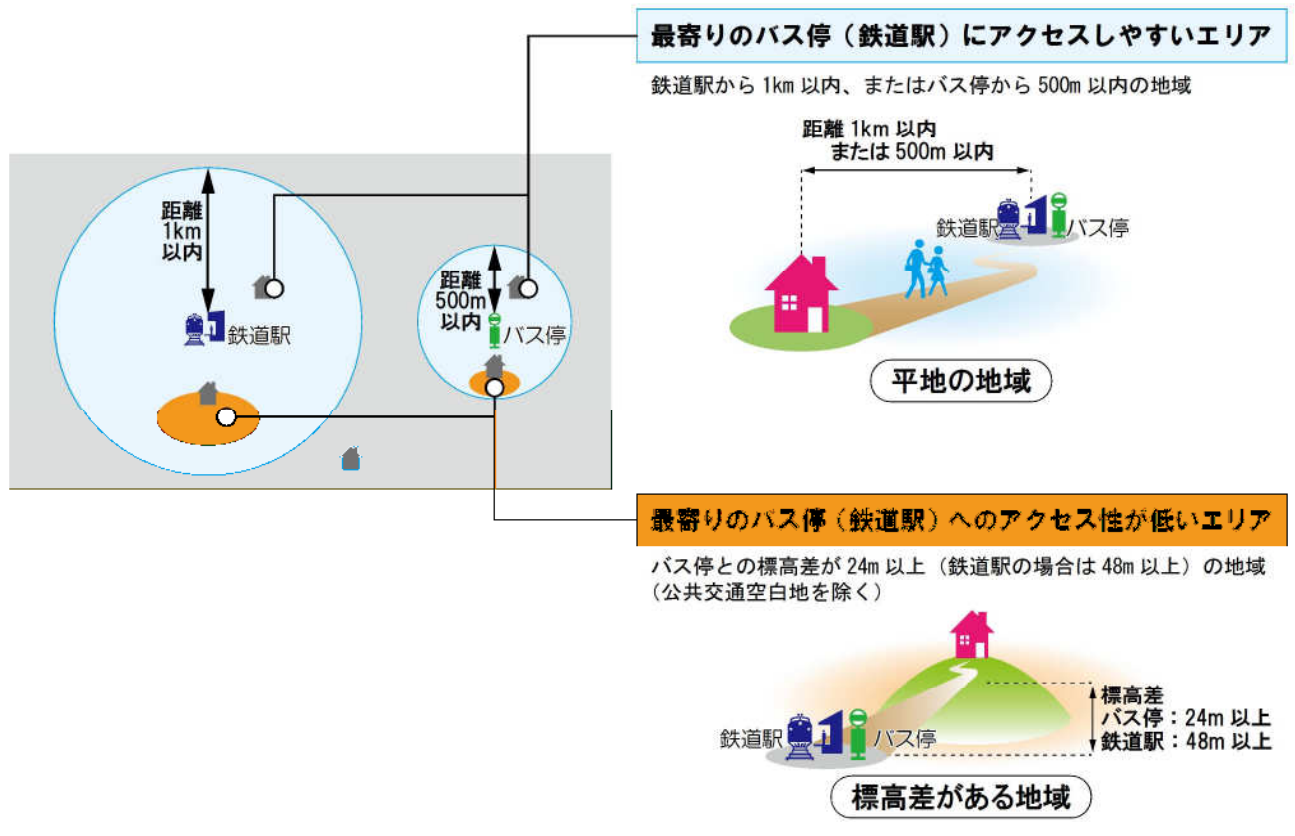 最寄りのバス停（鉄道駅）にアクセスしやすいエリア
鉄道駅から 1km 以内、またはバス停から 500m 以内の地域
距離 1km 以内
または 500m 以内
鉄道駅
バス停
平地の地域
距離
1km
以内
鉄道駅
距離
500m
以内
バス停
最寄りのバス停（鉄道駅）へのアクセス性が低いエリア
バス停との標高差が 24m 以上（鉄道駅の場合は 48m 以上）の地域
（公共交通空白地を除く）
標高差
バス停：24m 以上
鉄道駅：48m 以上
鉄道駅
バス停
標高差がある地域